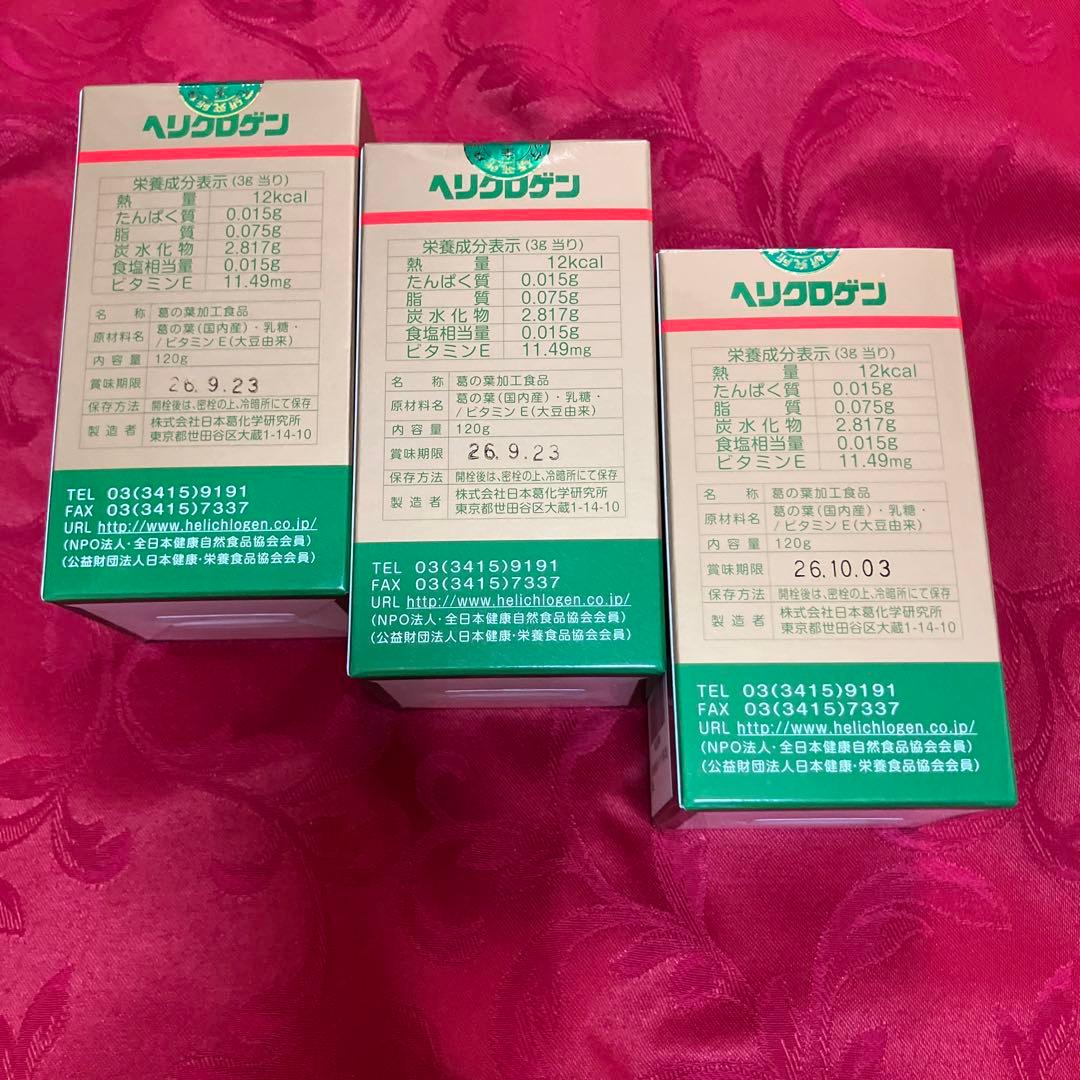 研究所
ヘリクロゲン
栄養成分表示(3g当り)
熱量 12kcal
たんぱく質 0.015g
脂質 0.075g
炭水化物 2.817g
食塩相当量 0.015g
ビタミンE 11.49mg
名称 葛の葉加工食品
原材料名 葛の葉(国内産)・乳糖・
/ビタミンE(大豆由来)
内容量 120g
賞味期限 26.9.23
保存方法 開栓後は、密栓の上、冷暗所にて保存
製造者 株式会社日本葛化学研究所
東京都世田谷区大蔵1-14-10
TEL 03(3415)9191
FAX 03(3415)7337
URL http://www.helichlogen.co.jp/
(NPO法人・全日本健康自然食品協会会員)
(公益財団法人日本健康・栄養食品協会会員)
ヘリクロゲン
栄養成分表示(3g当り)
熱量 12kcal
たんぱく質 0.015g
脂質 0.075g
炭水化物 2.817g
食塩相当量 0.015g
ビタミンE 11.49mg
名称 葛の葉加工食品
原材料名 葛の葉(国内産)・乳糖・
/ビタミンE(大豆由来)
内容量 120g
賞味期限 26.9.23
保存方法 開栓後は、密栓の上、冷暗所にて保存
製造者 株式会社日本葛化学研究所
東京都世田谷区大蔵1-14-10
TEL 03(3415)9191
FAX 03(3415)7337
URL http://www.helichlogen.co.jp/
(NPO法人・全日本健康自然食品協会会員)
(公益財団法人日本健康・栄養食品協会会員)
研究所
ヘリクロゲン
栄養成分表示(3g当り)
熱量 12kcal
たんぱく質 0.015g
脂質 0.075g
炭水化物 2.817g
食塩相当量 0.015g
ビタミンE 11.49mg
名称 葛の葉加工食品
原材料名 葛の葉(国内産)・乳糖・
/ビタミンE(大豆由来)
内容量 120g
賞味期限 26.10.03
保存方法 開栓後は、密栓の上、冷暗所にて保存
製造者 株式会社日本葛化学研究所
東京都世田谷区大蔵1-14-10
TEL 03(3415)9191
FAX 03(3415)7337
URL http://www.helichlogen.co.jp/
(NPO法人・全日本健康自然食品協会会員)
(公益財団法人日本健康・栄養食品協会会員)